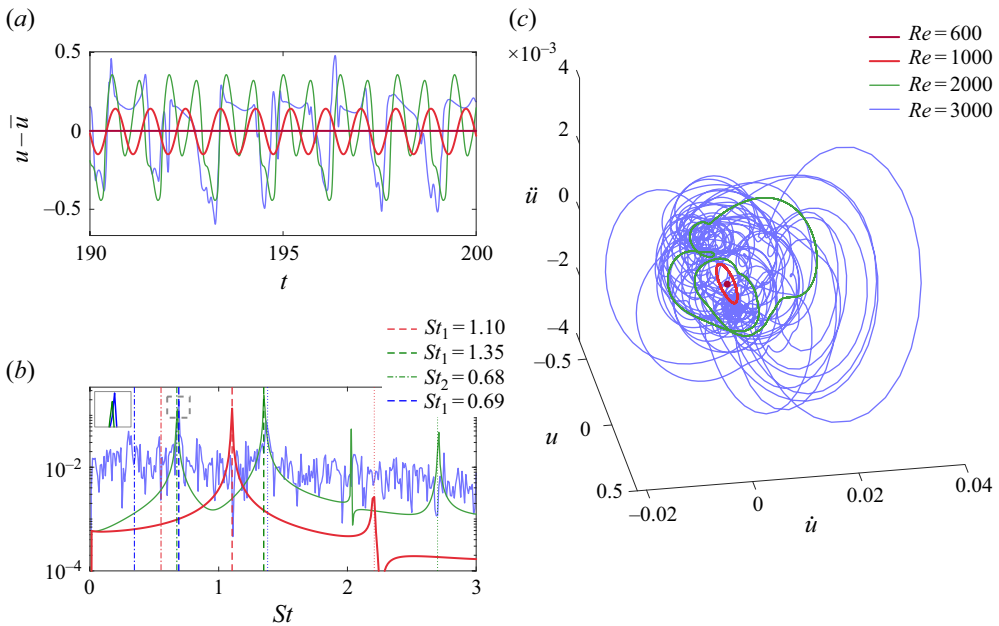 (a)
0.5
0
−0.5
u − u̅
190
195
200
t
(b)
St₁ = 1.10
St₁ = 1.35
St₂ = 0.68
St₁ = 0.69
10⁻²
10⁻⁴
0
1
2
3
St
(c)
×10⁻³
Re = 600
Re = 1000
Re = 2000
Re = 3000
4
2
0
−2
−4
ü
−0.5
0
0.5
u
−0.02
0
0.02
0.04
u̇